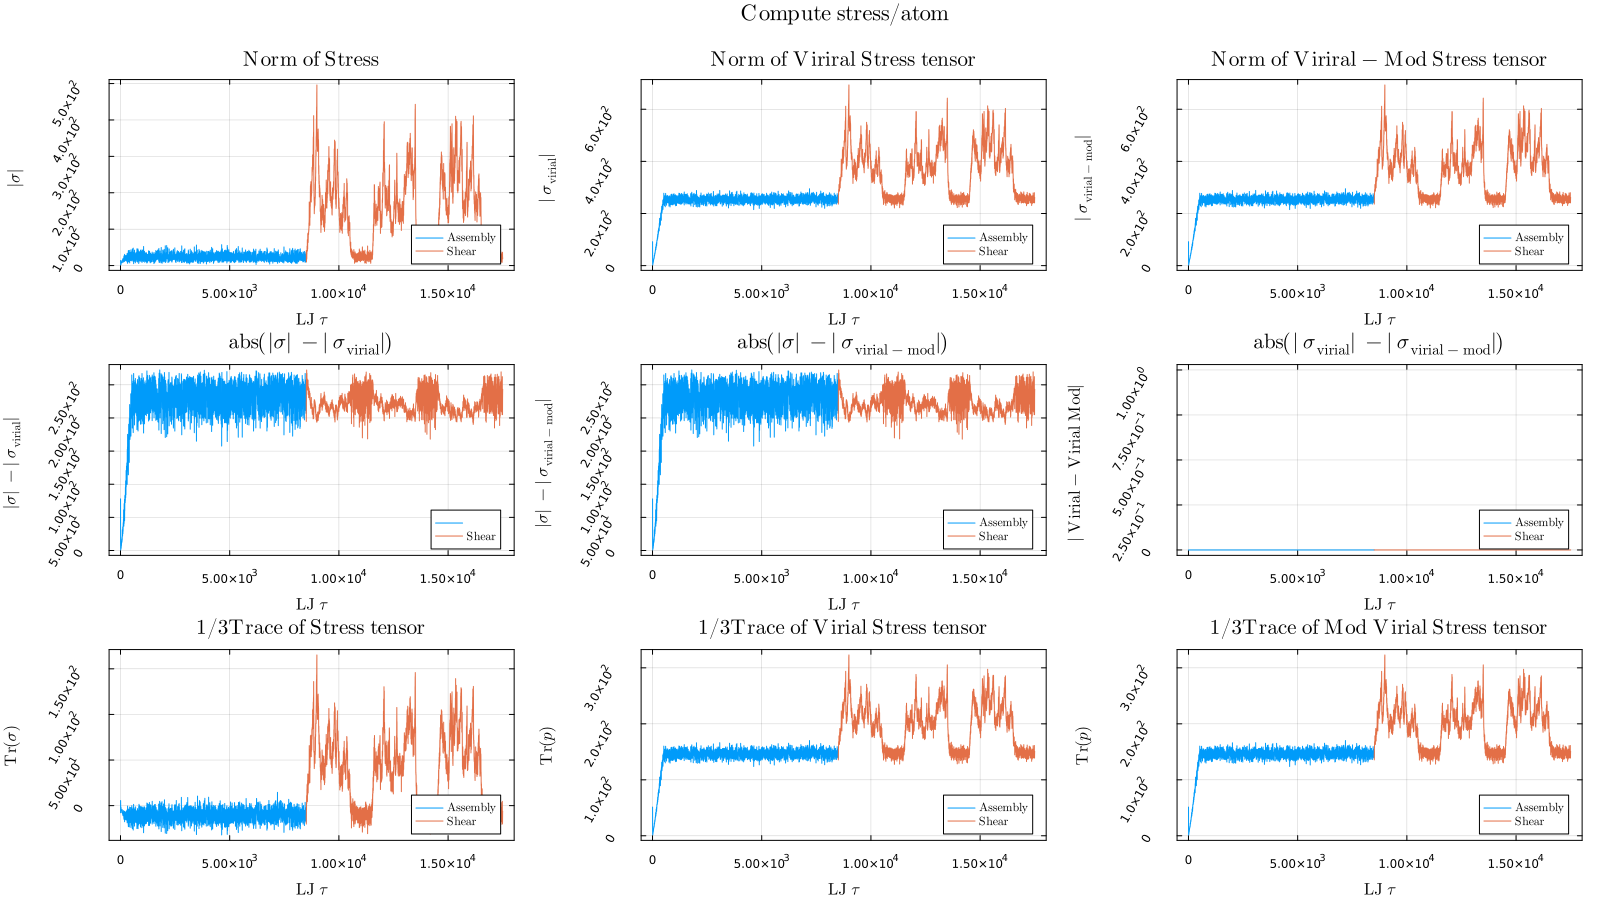 Compute stress/atom
Norm of Stress
|σ|
5.0×10²
4.0×10²
3.0×10²
2.0×10²
1.0×10²
0
Assembly
Shear
0 5.00×10³ 1.00×10⁴ 1.50×10⁴
LJ τ
Norm of Viriral Stress tensor
|σ_virial|
6.0×10²
4.0×10²
2.0×10²
0
Assembly
Shear
0 5.00×10³ 1.00×10⁴ 1.50×10⁴
LJ τ
Norm of Viriral − Mod Stress tensor
|σ_virial−mod|
6.0×10²
4.0×10²
2.0×10²
0
Assembly
Shear
0 5.00×10³ 1.00×10⁴ 1.50×10⁴
LJ τ
abs(|σ| −|σ_virial|)
|σ| − |σ_virial|
2.50×10²
2.00×10²
1.50×10²
1.00×10²
5.00×10¹
0
Shear
0 5.00×10³ 1.00×10⁴ 1.50×10⁴
LJ τ
abs(|σ| −|σ_virial−mod|)
|σ| − |σ_virial−mod|
2.50×10²
2.00×10²
1.50×10²
1.00×10²
5.00×10¹
0
Assembly
Shear
0 5.00×10³ 1.00×10⁴ 1.50×10⁴
LJ τ
abs(|σ_virial| −|σ_virial−mod|)
| Virial − Virial Mod|
1.00×10⁰
7.50×10⁻¹
5.00×10⁻¹
2.50×10⁻¹
0
Assembly
Shear
0 5.00×10³ 1.00×10⁴ 1.50×10⁴
LJ τ
1/3Trace of Stress tensor
Tr(σ)
1.50×10²
1.00×10²
5.00×10¹
0
Assembly
Shear
0 5.00×10³ 1.00×10⁴ 1.50×10⁴
LJ τ
1/3Trace of Virial Stress tensor
Tr(p)
3.0×10²
2.0×10²
1.0×10²
0
Assembly
Shear
0 5.00×10³ 1.00×10⁴ 1.50×10⁴
LJ τ
1/3Trace of Mod Virial Stress tensor
Tr(p)
3.0×10²
2.0×10²
1.0×10²
0
Assembly
Shear
0 5.00×10³ 1.00×10⁴ 1.50×10⁴
LJ τ